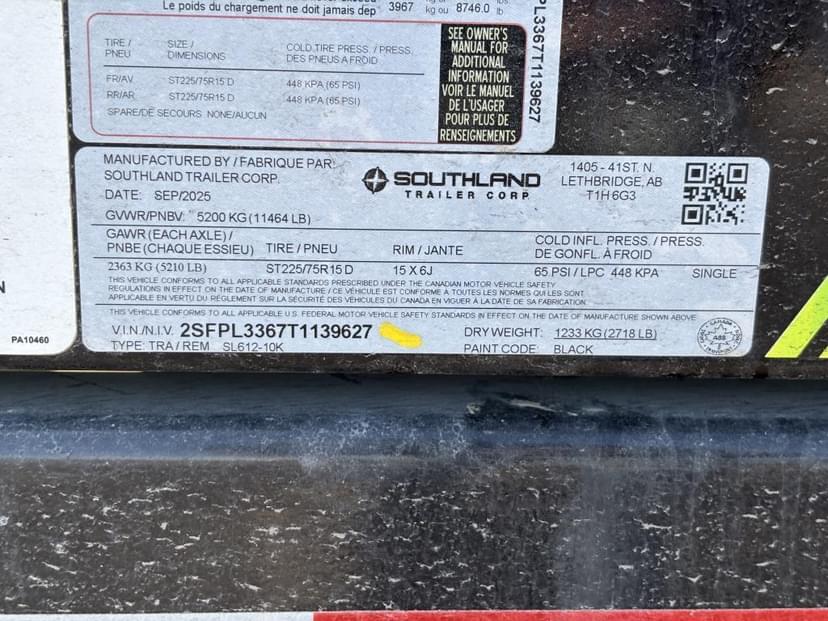 Le poids du chargement ne doit jamais dép 3967 kg ou 8746.0 lb
TIRE / PNEU SIZE / DIMENSIONS COLD TIRE PRESS. / PRESS. DES PNEUS A FROID
FR/AV. ST225/75R15 D 448 KPA (65 PSI)
RR/AR. ST225/75R15 D 448 KPA (65 PSI)
SPARE/DE SECOURS NONE/AUCUN
SEE OWNER'S
MANUAL FOR
ADDITIONAL
INFORMATION
VOIR LE MANUEL
DE L'USAGER
POUR PLUS DE
RENSEIGNEMENTS
PL3367T1139627
MANUFACTURED BY / FABRIQUE PAR:
SOUTHLAND TRAILER CORP.
DATE: SEP/2025
SOUTHLAND
TRAILER CORP
1405 - 41ST. N.
LETHBRIDGE, AB
T1H 6G3
GVWR/PNBV: 5200 KG (11464 LB)
GAWR (EACH AXLE) /
PNBE (CHAQUE ESSIEU) TIRE / PNEU RIM / JANTE COLD INFL. PRESS. / PRESS. DE GONFL. À FROID
2363 KG (5210 LB) ST225/75R15 D 15 X 6J 65 PSI / LPC 448 KPA SINGLE
THIS VEHICLE CONFORMS TO ALL APPLICABLE STANDARDS PRESCRIBED UNDER THE CANADIAN MOTOR VEHICLE SAFETY
REGULATIONS IN EFFECT ON THE DATE OF MANUFACTURE / CE VÉHICULE EST CONFORME A TOUTES LES NORMES QUI LES SONT
APPLICABLE EN VERTU DU RÈGLEMENT SUR LA SÉCURITÉ DES VÉHICULES DU CANADA EN VIGUER À LA DATE DE SA FABRICATION
THIS VEHICLE CONFORMS TO ALL APPLICABLE U.S. FEDERAL MOTOR VEHICLE SAFETY STANDARDS IN EFFECT ON THE DATE OF MANUFACTURE SHOWN ABOVE
V.I.N./N.I.V. 2SFPL3367T1139627 DRY WEIGHT: 1233 KG (2718 LB)
TYPE: TRA / REM SL612-10K PAINT CODE: BLACK
CANADA
A88
TRANSPORT
N
PA10460